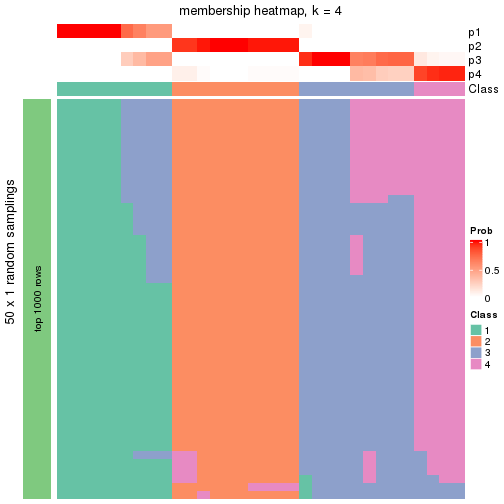 membership heatmap, k = 4
p1
p2
p3
p4
Class
50 x 1 random samplings
top 1000 rows
Prob
1
0.5
0
Class
1
2
3
4